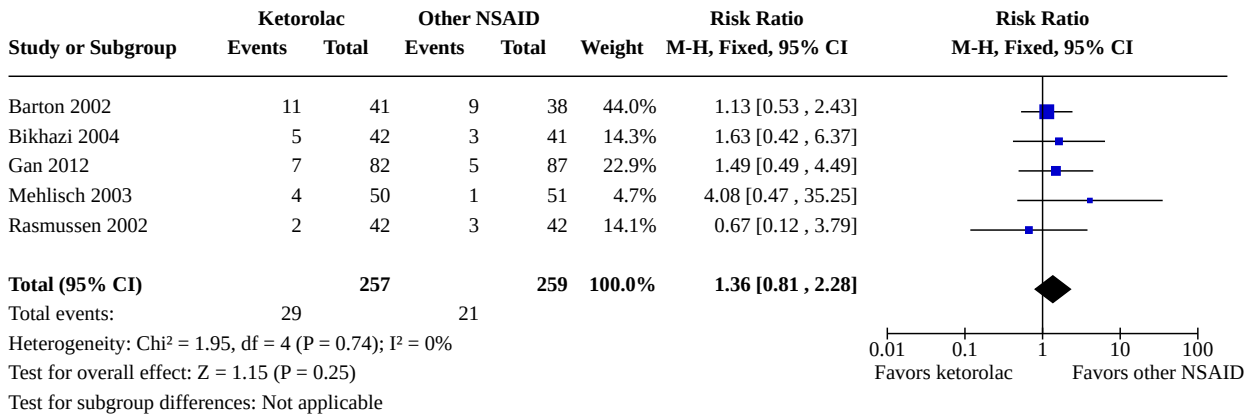 Ketorolac Other NSAID Risk Ratio Risk Ratio
Study or Subgroup Events Total Events Total Weight M-H, Fixed, 95% CI M-H, Fixed, 95% CI
Barton 2002 11 41 9 38 44.0% 1.13 [0.53 , 2.43]
Bikhazi 2004 5 42 3 41 14.3% 1.63 [0.42 , 6.37]
Gan 2012 7 82 5 87 22.9% 1.49 [0.49 , 4.49]
Mehlisch 2003 4 50 1 51 4.7% 4.08 [0.47 , 35.25]
Rasmussen 2002 2 42 3 42 14.1% 0.67 [0.12 , 3.79]
Total (95% CI) 257 259 100.0% 1.36 [0.81 , 2.28]
Total events: 29 21
Heterogeneity: Chi² = 1.95, df = 4 (P = 0.74); I² = 0%
0.01 0.1 1 10 100
Test for overall effect: Z = 1.15 (P = 0.25) Favors ketorolac Favors other NSAID
Test for subgroup differences: Not applicable